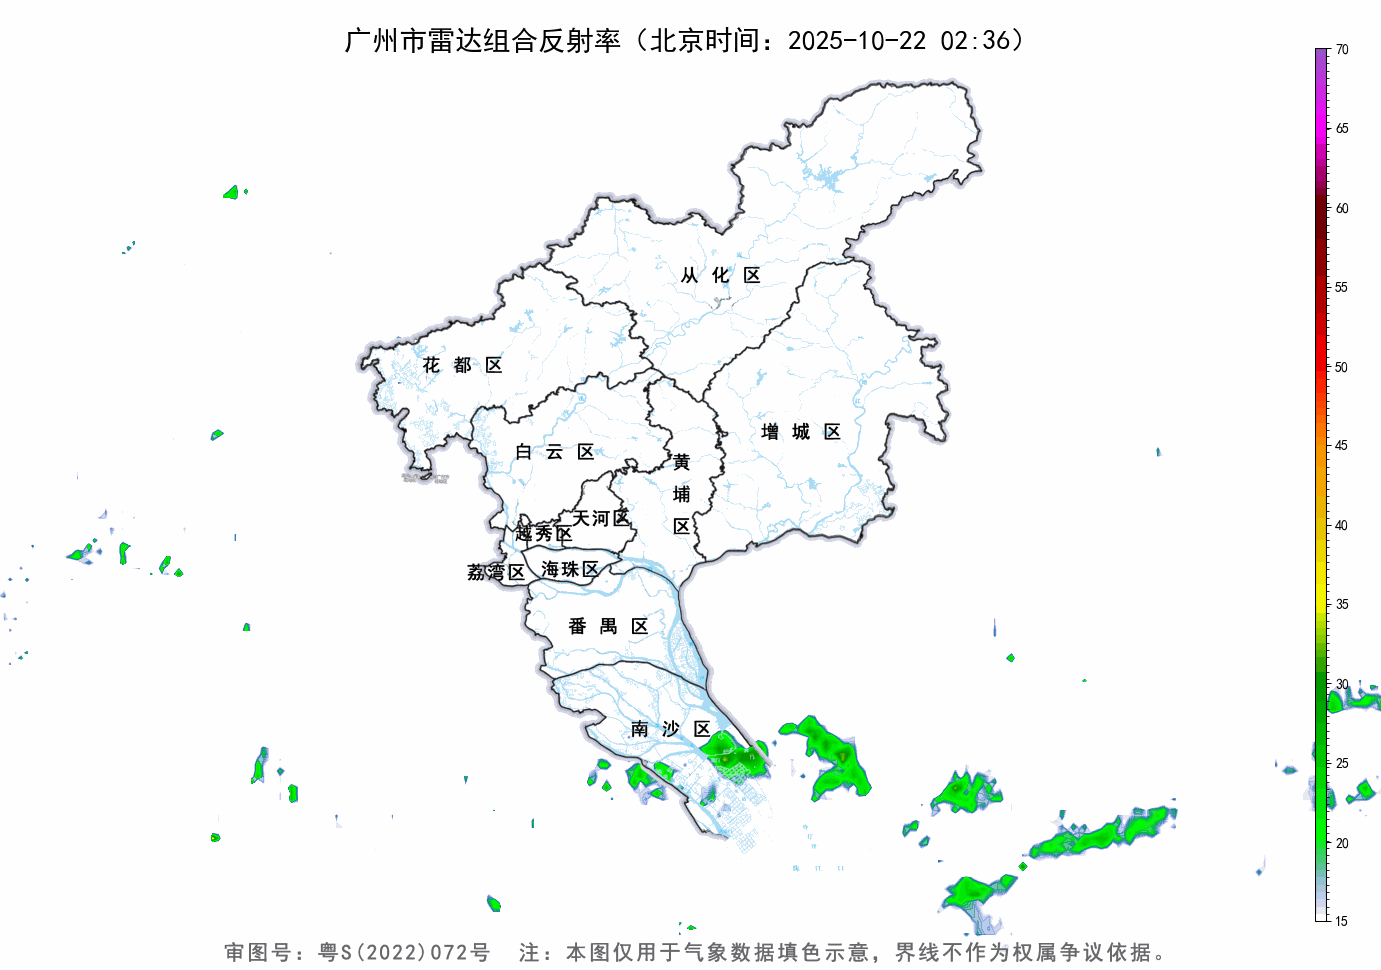 广州市雷达组合反射率（北京时间：2025-10-22 02:36）
70
65
60
55
50
45
40
35
30
25
20
15
从化区
花都区
增城区
白云区
黄埔区
天河区
越秀区
海珠区
荔湾区
番禺区
南沙区
审图号：粤S(2022)072号 注：本图仅用于气象数据填色示意，界线不作为权属争议依据。